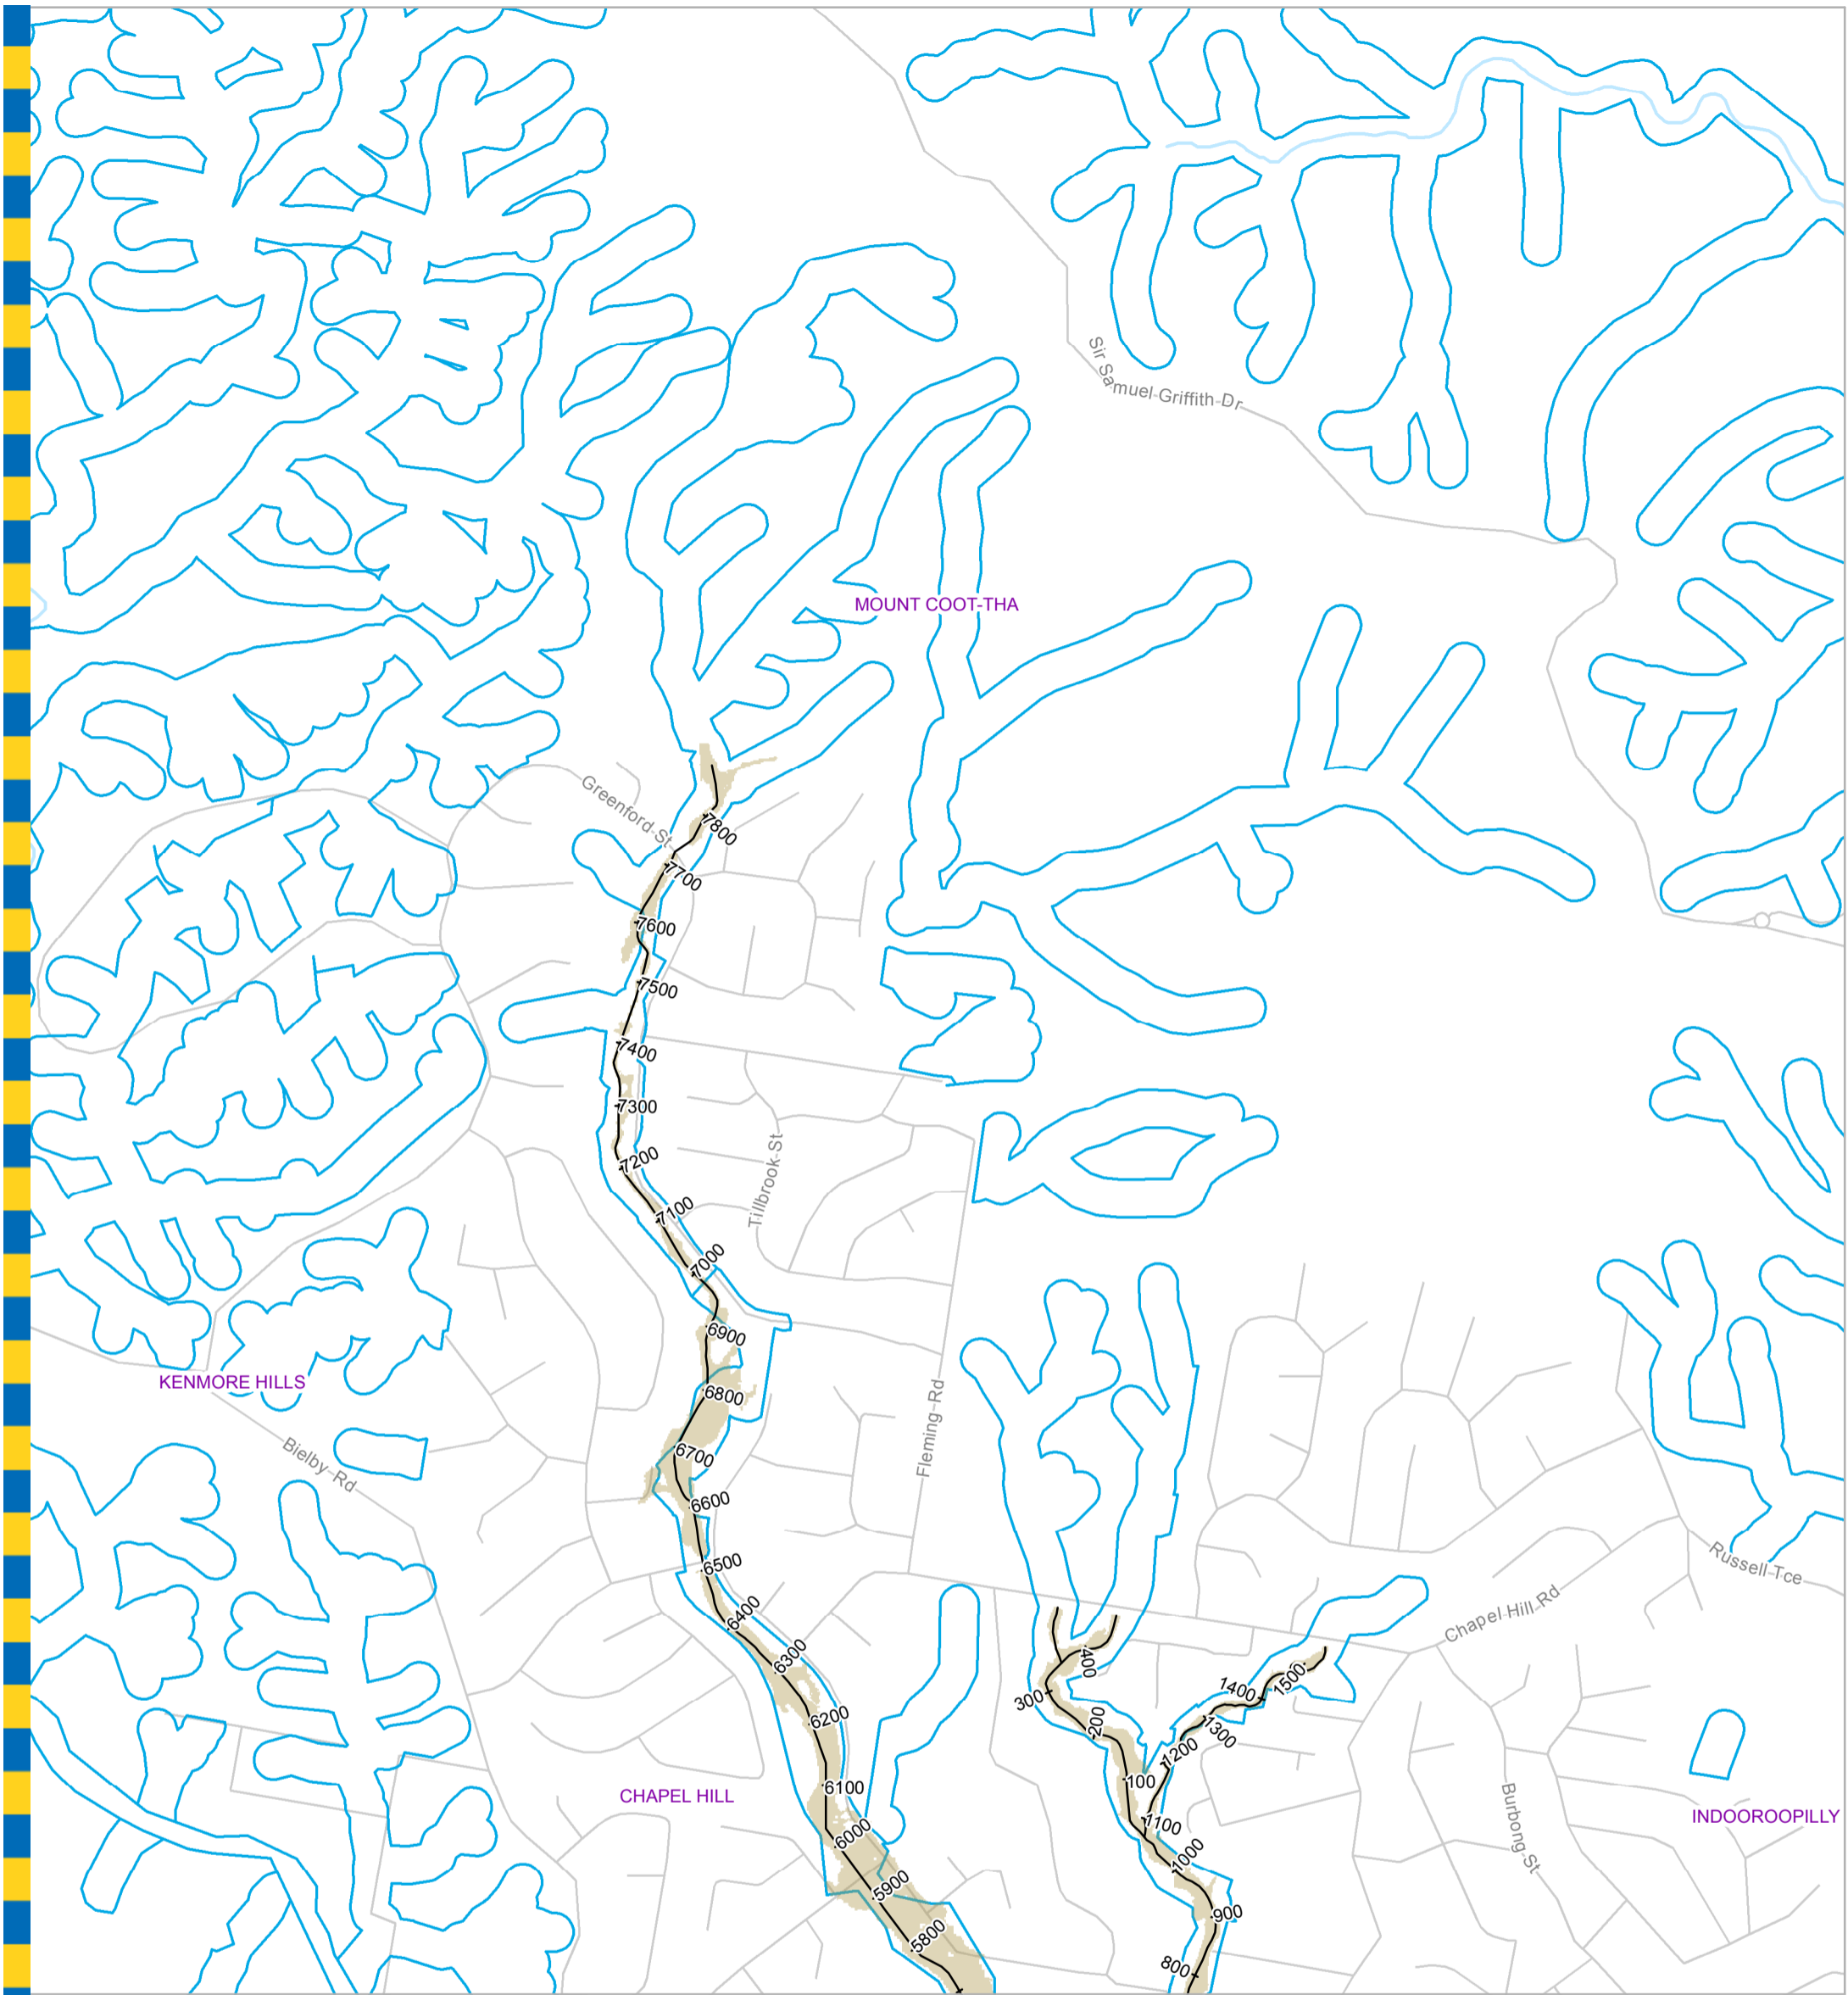 Sir Samuel Griffith Dr
MOUNT COOT-THA
Greenford St
7800
7700
7600
7500
7400
7300
7200
Tillbrook St
7100
7000
6900
KENMORE HILLS
6800
Fleming Rd
Bielby Rd
6700
6600
6500
Russell Tce
6400
Chapel Hill Rd
6300
400
1500
1400
300
6200
200
1300
1200
6100
100
CHAPEL HILL
Burbong St
INDOOROOPILLY
1100
6000
1000
5900
900
5800
800